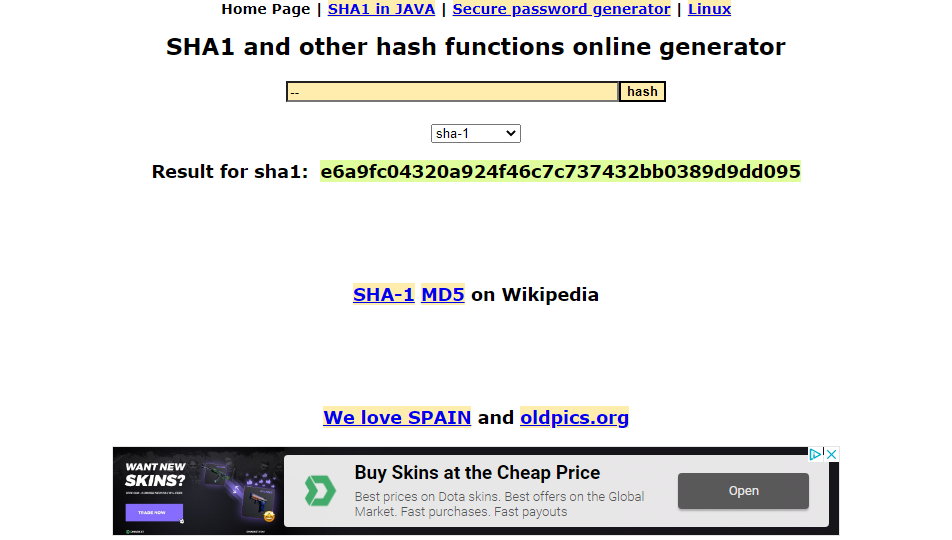 Home Page | SHA1 in JAVA | Secure password generator | Linux
SHA1 and other hash functions online generator
-- hash
sha-1
Result for sha1: e6a9fc04320a924f46c7c737432bb0389d9dd095
SHA-1 MD5 on Wikipedia
We love SPAIN and oldpics.org
WANT NEW
SKINS?
TRADE NOW
Buy Skins at the Cheap Price
Best prices on Dota skins. Best offers on the Global
Market. Fast purchases. Fast payouts
Open